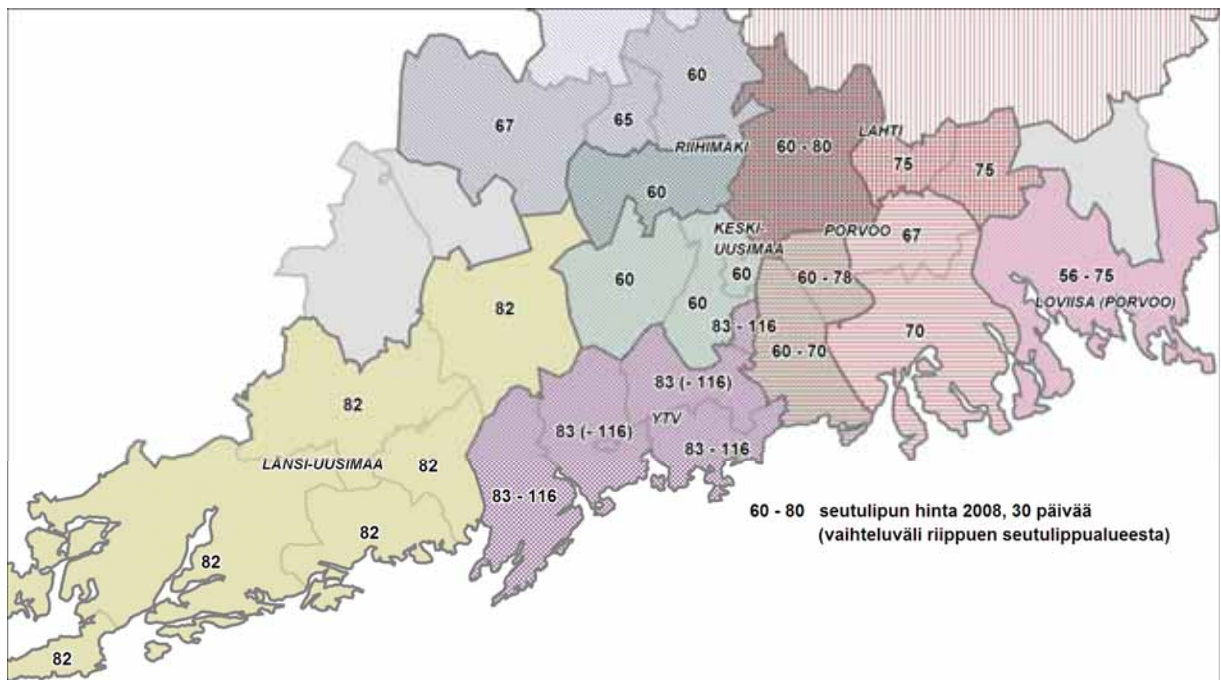 60
67
65
RIIHIMÄKI
60 - 80
LAHTI
75
75
60
KESKI-
UUSIMAA
PORVOO
67
60
60
60
60 - 78
56 - 75
LOVIISA (PORVOO)
82
83 - 116
60 - 70
70
82
83 (- 116)
YTV
83 (- 116)
83 - 116
LÄNSI-UUSIMAA
82
83 - 116
82
82
82
60 - 80 seutulipun hinta 2008, 30 päivää
(vaihteluväli riippuen seutulippualueesta)